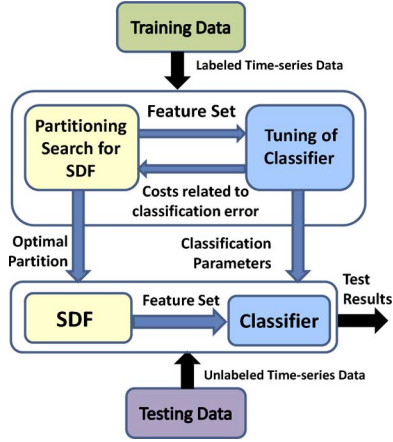 Training Data
Labeled Time-series Data
Partitioning
Search for
SDF
Feature Set
Tuning of
Classifier
Costs related to
classification error
Optimal
Partition
Classification
Parameters
Test
Results
SDF
Feature Set
Classifier
Unlabeled Time-series Data
Testing Data